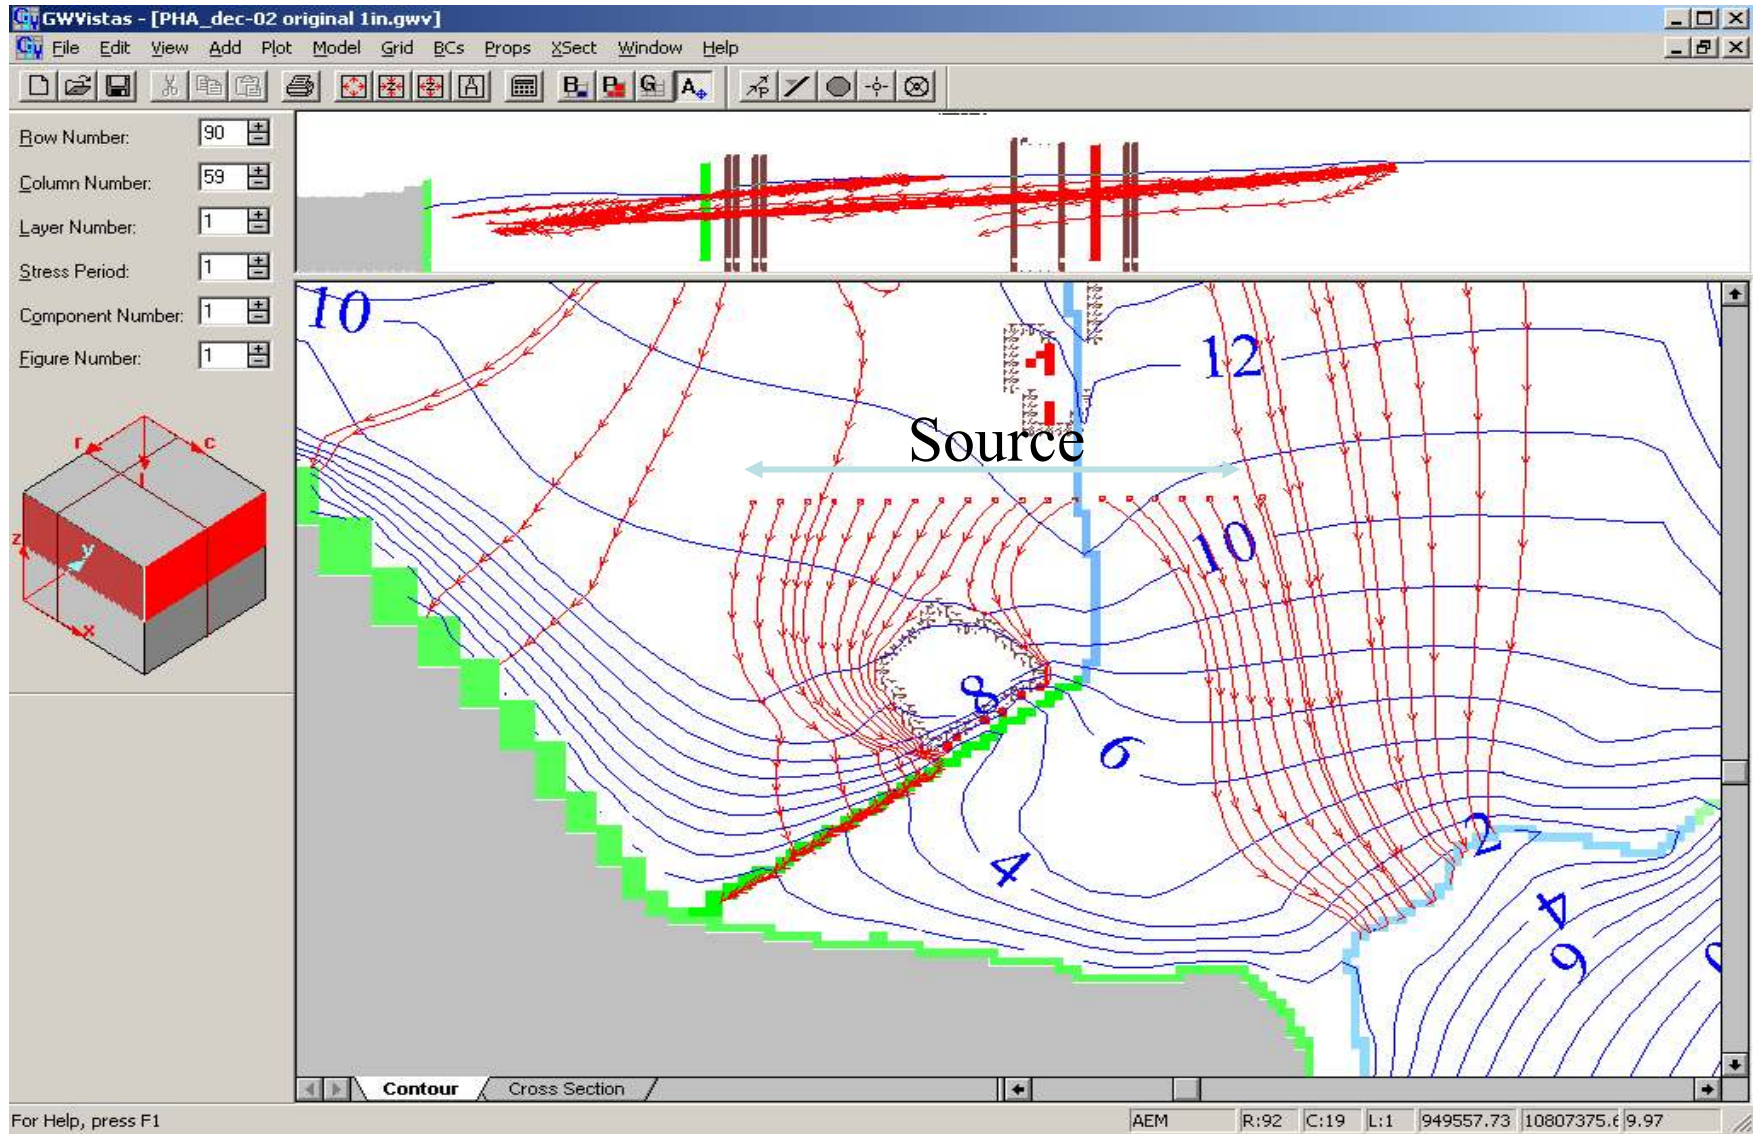 GWVistas - [PHA_dec-02 original 1in.gwv]
File Edit View Add Plot Model Grid BCs Props XSect Window Help
B P G A P
Row Number: 90
Column Number: 59
Layer Number: 1
Stress Period: 1
Component Number: 1
Figure Number: 1
r c
z y
x
10
12
Source
10
8
6
4
2
4
6
Contour Cross Section
For Help, press F1 AEM R:92 C:19 L:1 949557.73 10807375.6 9.97